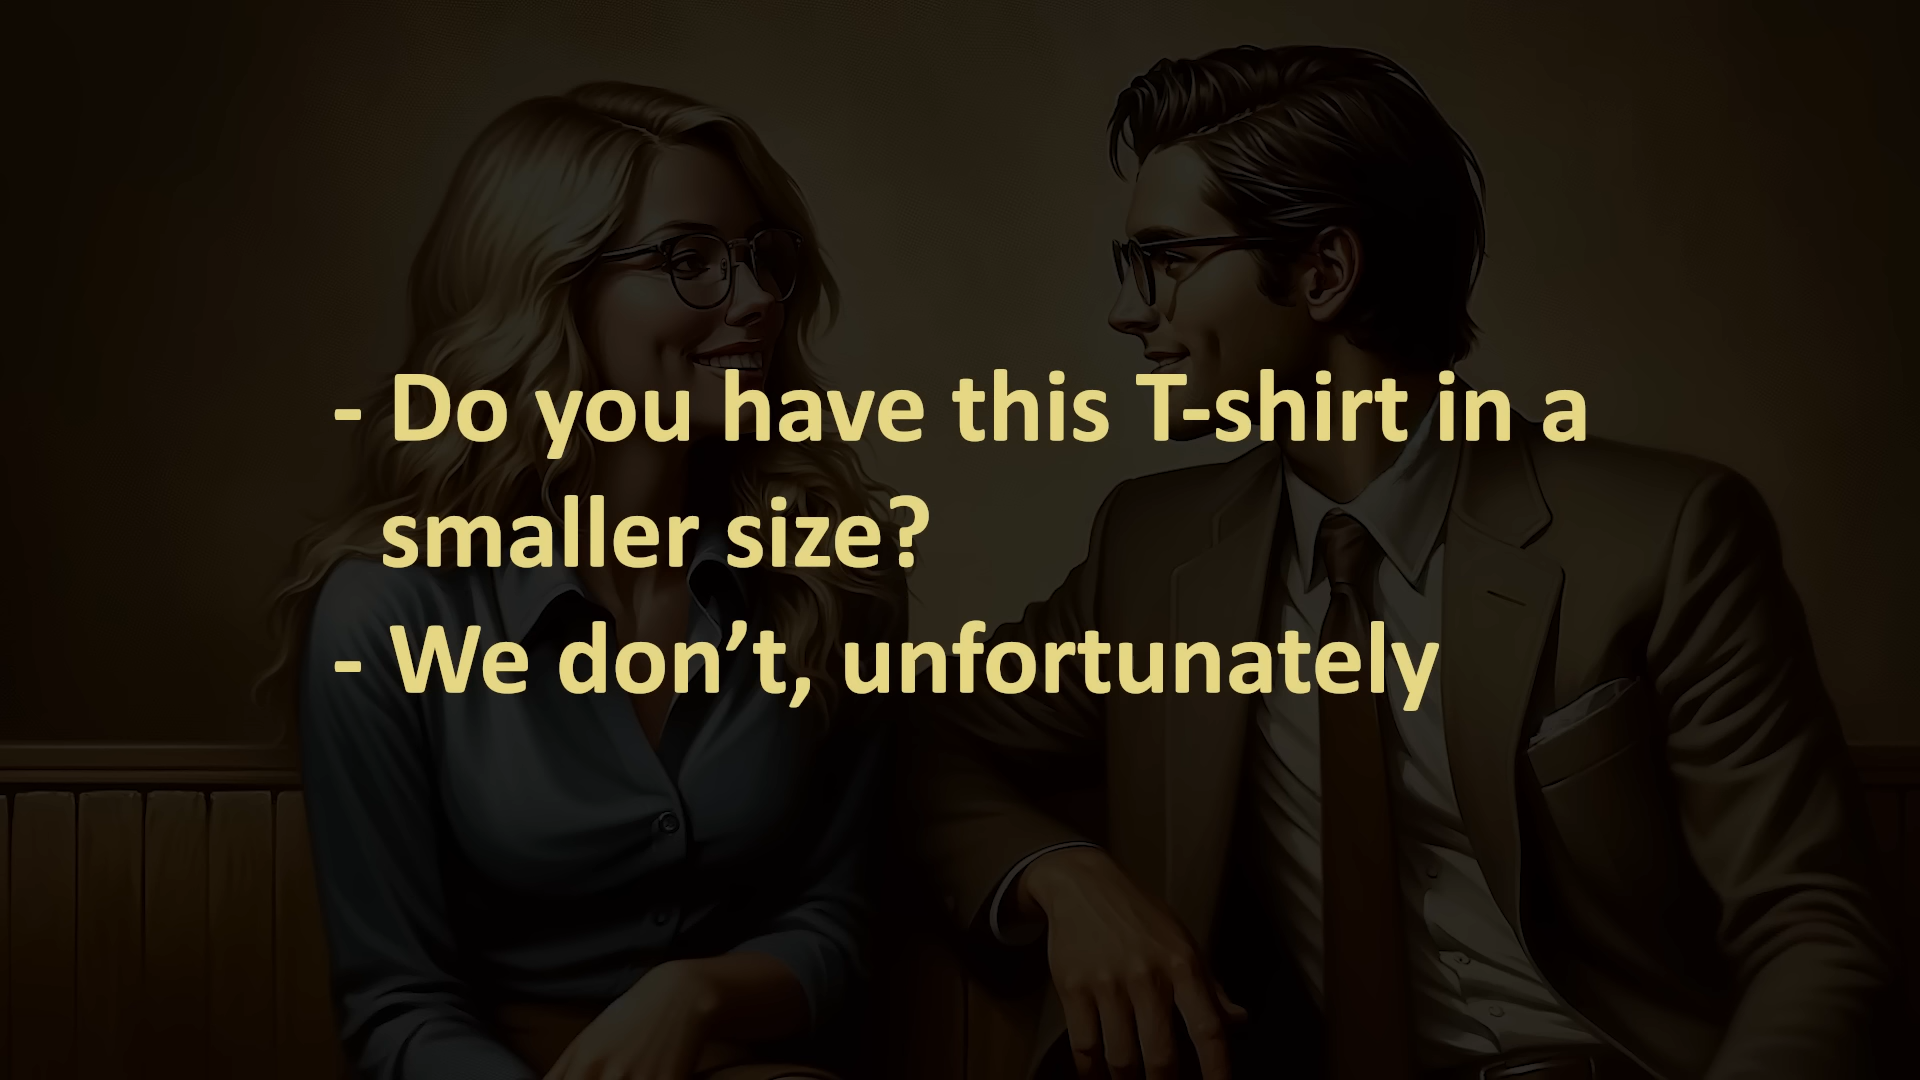 - Do you have this T-shirt in a
smaller size?
- We don’t, unfortunately